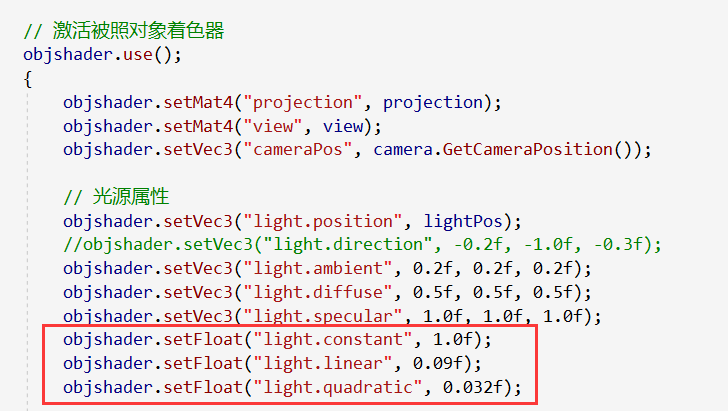 // 激活被照对象着色器
objshader.use();
{
objshader.setMat4("projection", projection);
objshader.setMat4("view", view);
objshader.setVec3("cameraPos", camera.GetCameraPosition());
// 光源属性
objshader.setVec3("light.position", lightPos);
//objshader.setVec3("light.direction", -0.2f, -1.0f, -0.3f);
objshader.setVec3("light.ambient", 0.2f, 0.2f, 0.2f);
objshader.setVec3("light.diffuse", 0.5f, 0.5f, 0.5f);
objshader.setVec3("light.specular", 1.0f, 1.0f, 1.0f);
objshader.setFloat("light.constant", 1.0f);
objshader.setFloat("light.linear", 0.09f);
objshader.setFloat("light.quadratic", 0.032f);